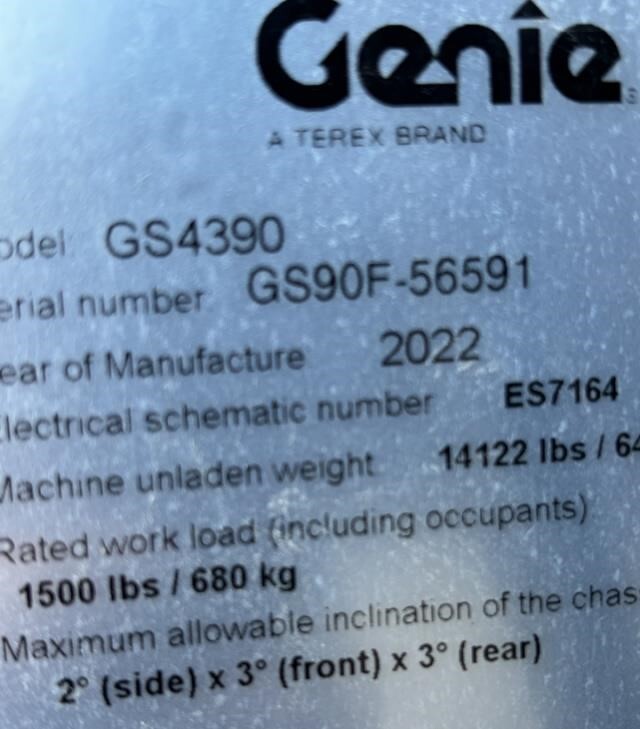 Genie
A TEREX BRAND
odel: GS4390
erial number GS90F-56591
ear of Manufacture 2022
lectrical schematic number ES7164
Machine unladen weight 14122 lbs / 64
Rated work load (including occupants)
1500 lbs / 680 kg
Maximum allowable inclination of the chas
2° (side) x 3° (front) x 3° (rear)